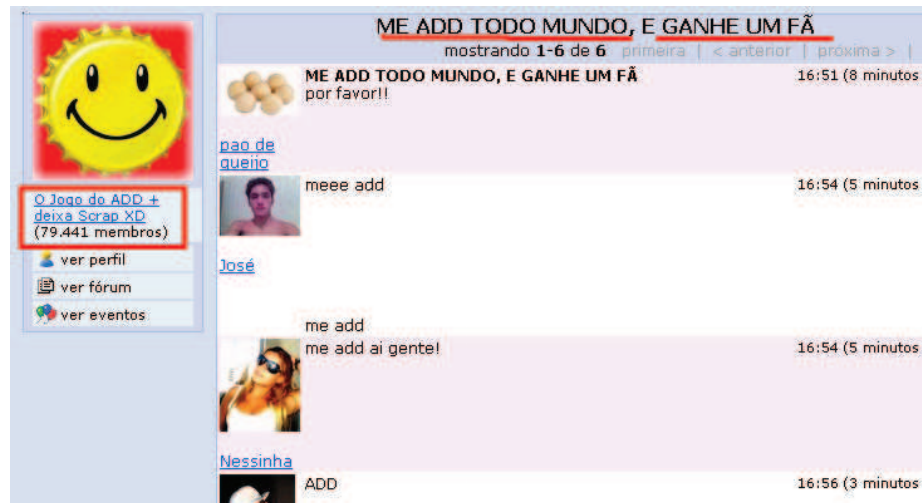 ME ADD TODO MUNDO, E GANHE UM FÃ
mostrando 1-6 de 6 primeira | < anterior | próxima > |
ME ADD TODO MUNDO, E GANHE UM FÃ 16:51 (8 minutos
por favor!!
pao de
queijo
meee add 16:54 (5 minutos
O Jogo do ADD +
deixa Scrap XD
(79.441 membros)
ver perfil
José
ver fórum
ver eventos
me add
me add ai gente! 16:54 (5 minutos
Nessinha
ADD 16:56 (3 minutos